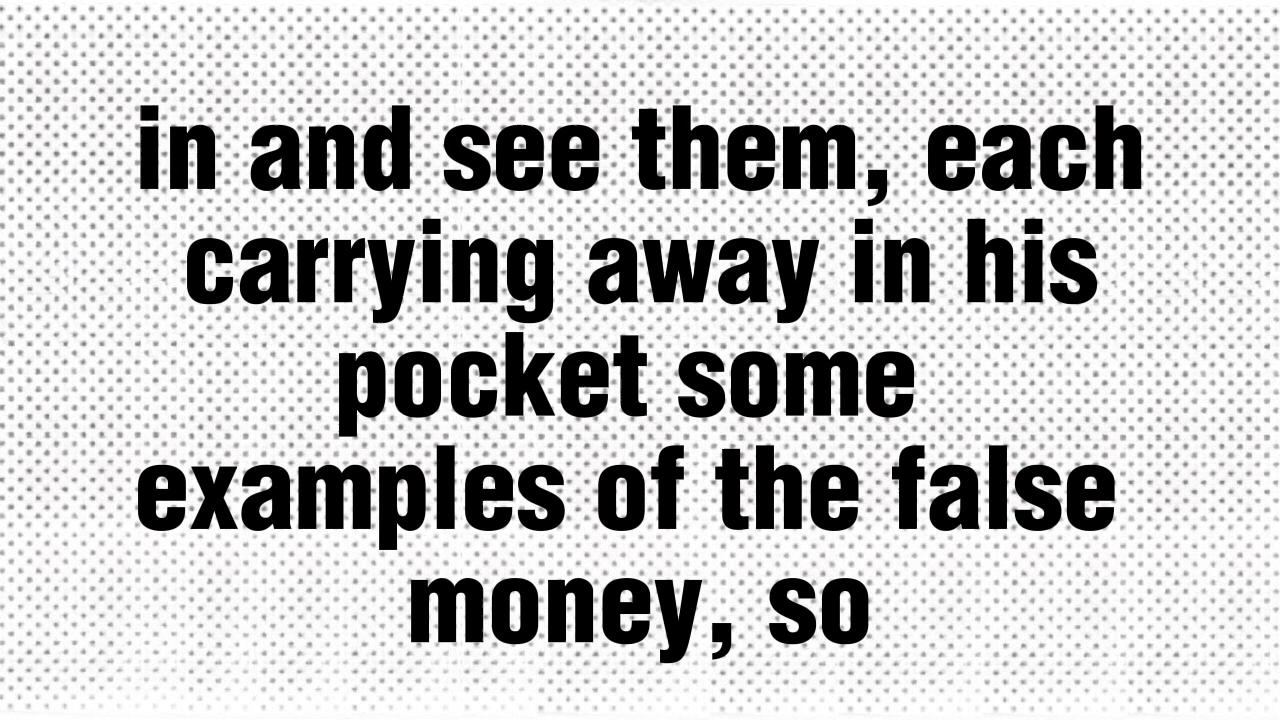 in and see them, each
carrying away in his
pocket some
examples of the false
money, so